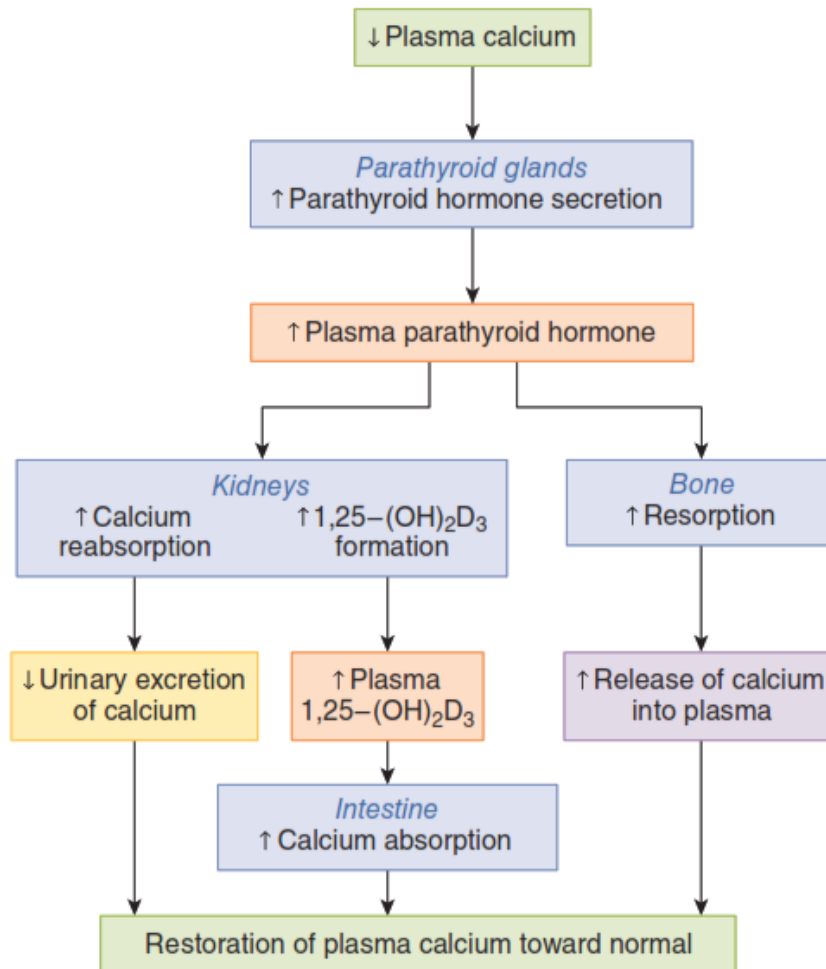 ↓Plasma calcium
Parathyroid glands
↑Parathyroid hormone secretion
↑Plasma parathyroid hormone
Kidneys
↑Calcium
reabsorption
↑1,25–(OH)₂D₃
formation
Bone
↑Resorption
↓Urinary excretion
of calcium
↑Plasma
1,25–(OH)₂D₃
↑Release of calcium
into plasma
Intestine
↑Calcium absorption
Restoration of plasma calcium toward normal